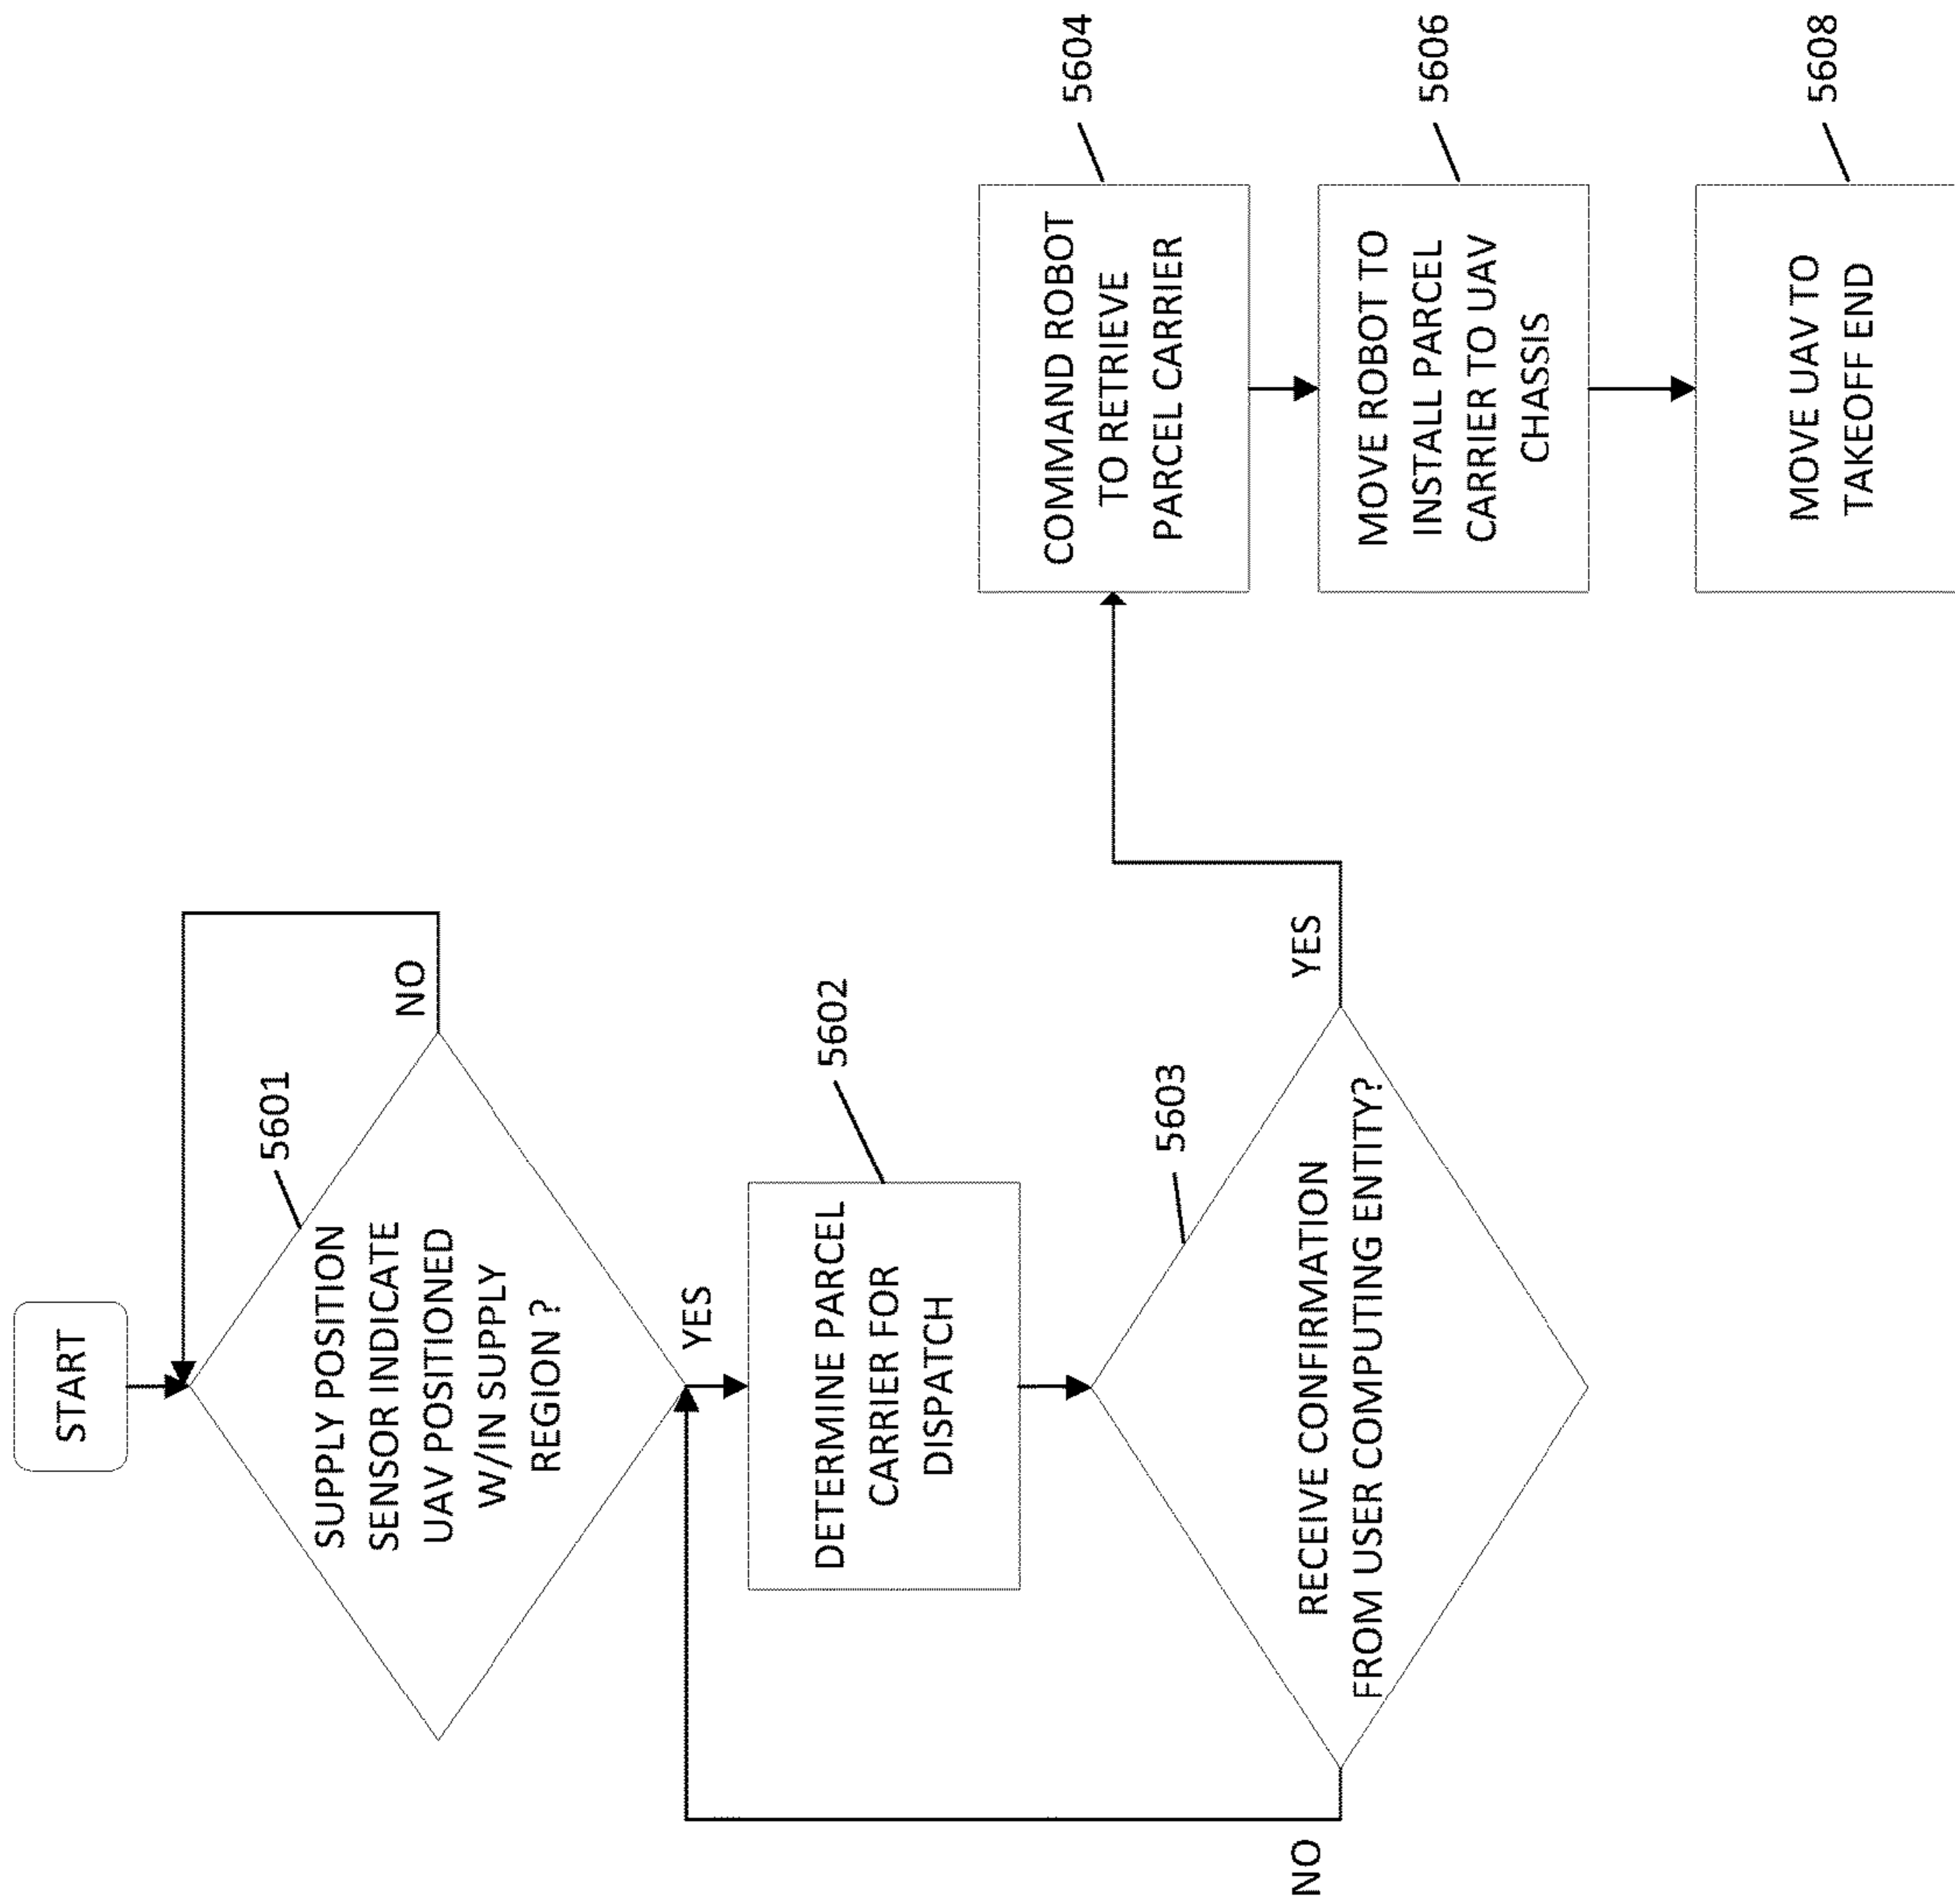 START
5601
SUPPLY POSITION
SENSOR INDICATE
UAV POSITIONED
W/IN SUPPLY
REGION ?
NO
YES
5602
DETERMINE PARCEL
CARRIER FOR
DISPATCH
5603
RECEIVE CONFIRMATION
FROM USER COMPUTING ENTITY?
NO
YES
5604
COMMAND ROBOT
TO RETRIEVE
PARCEL CARRIER
5606
MOVE ROBOT TO
INSTALL PARCEL
CARRIER TO UAV
CHASSIS
5608
MOVE UAV TO
TAKEOFF END